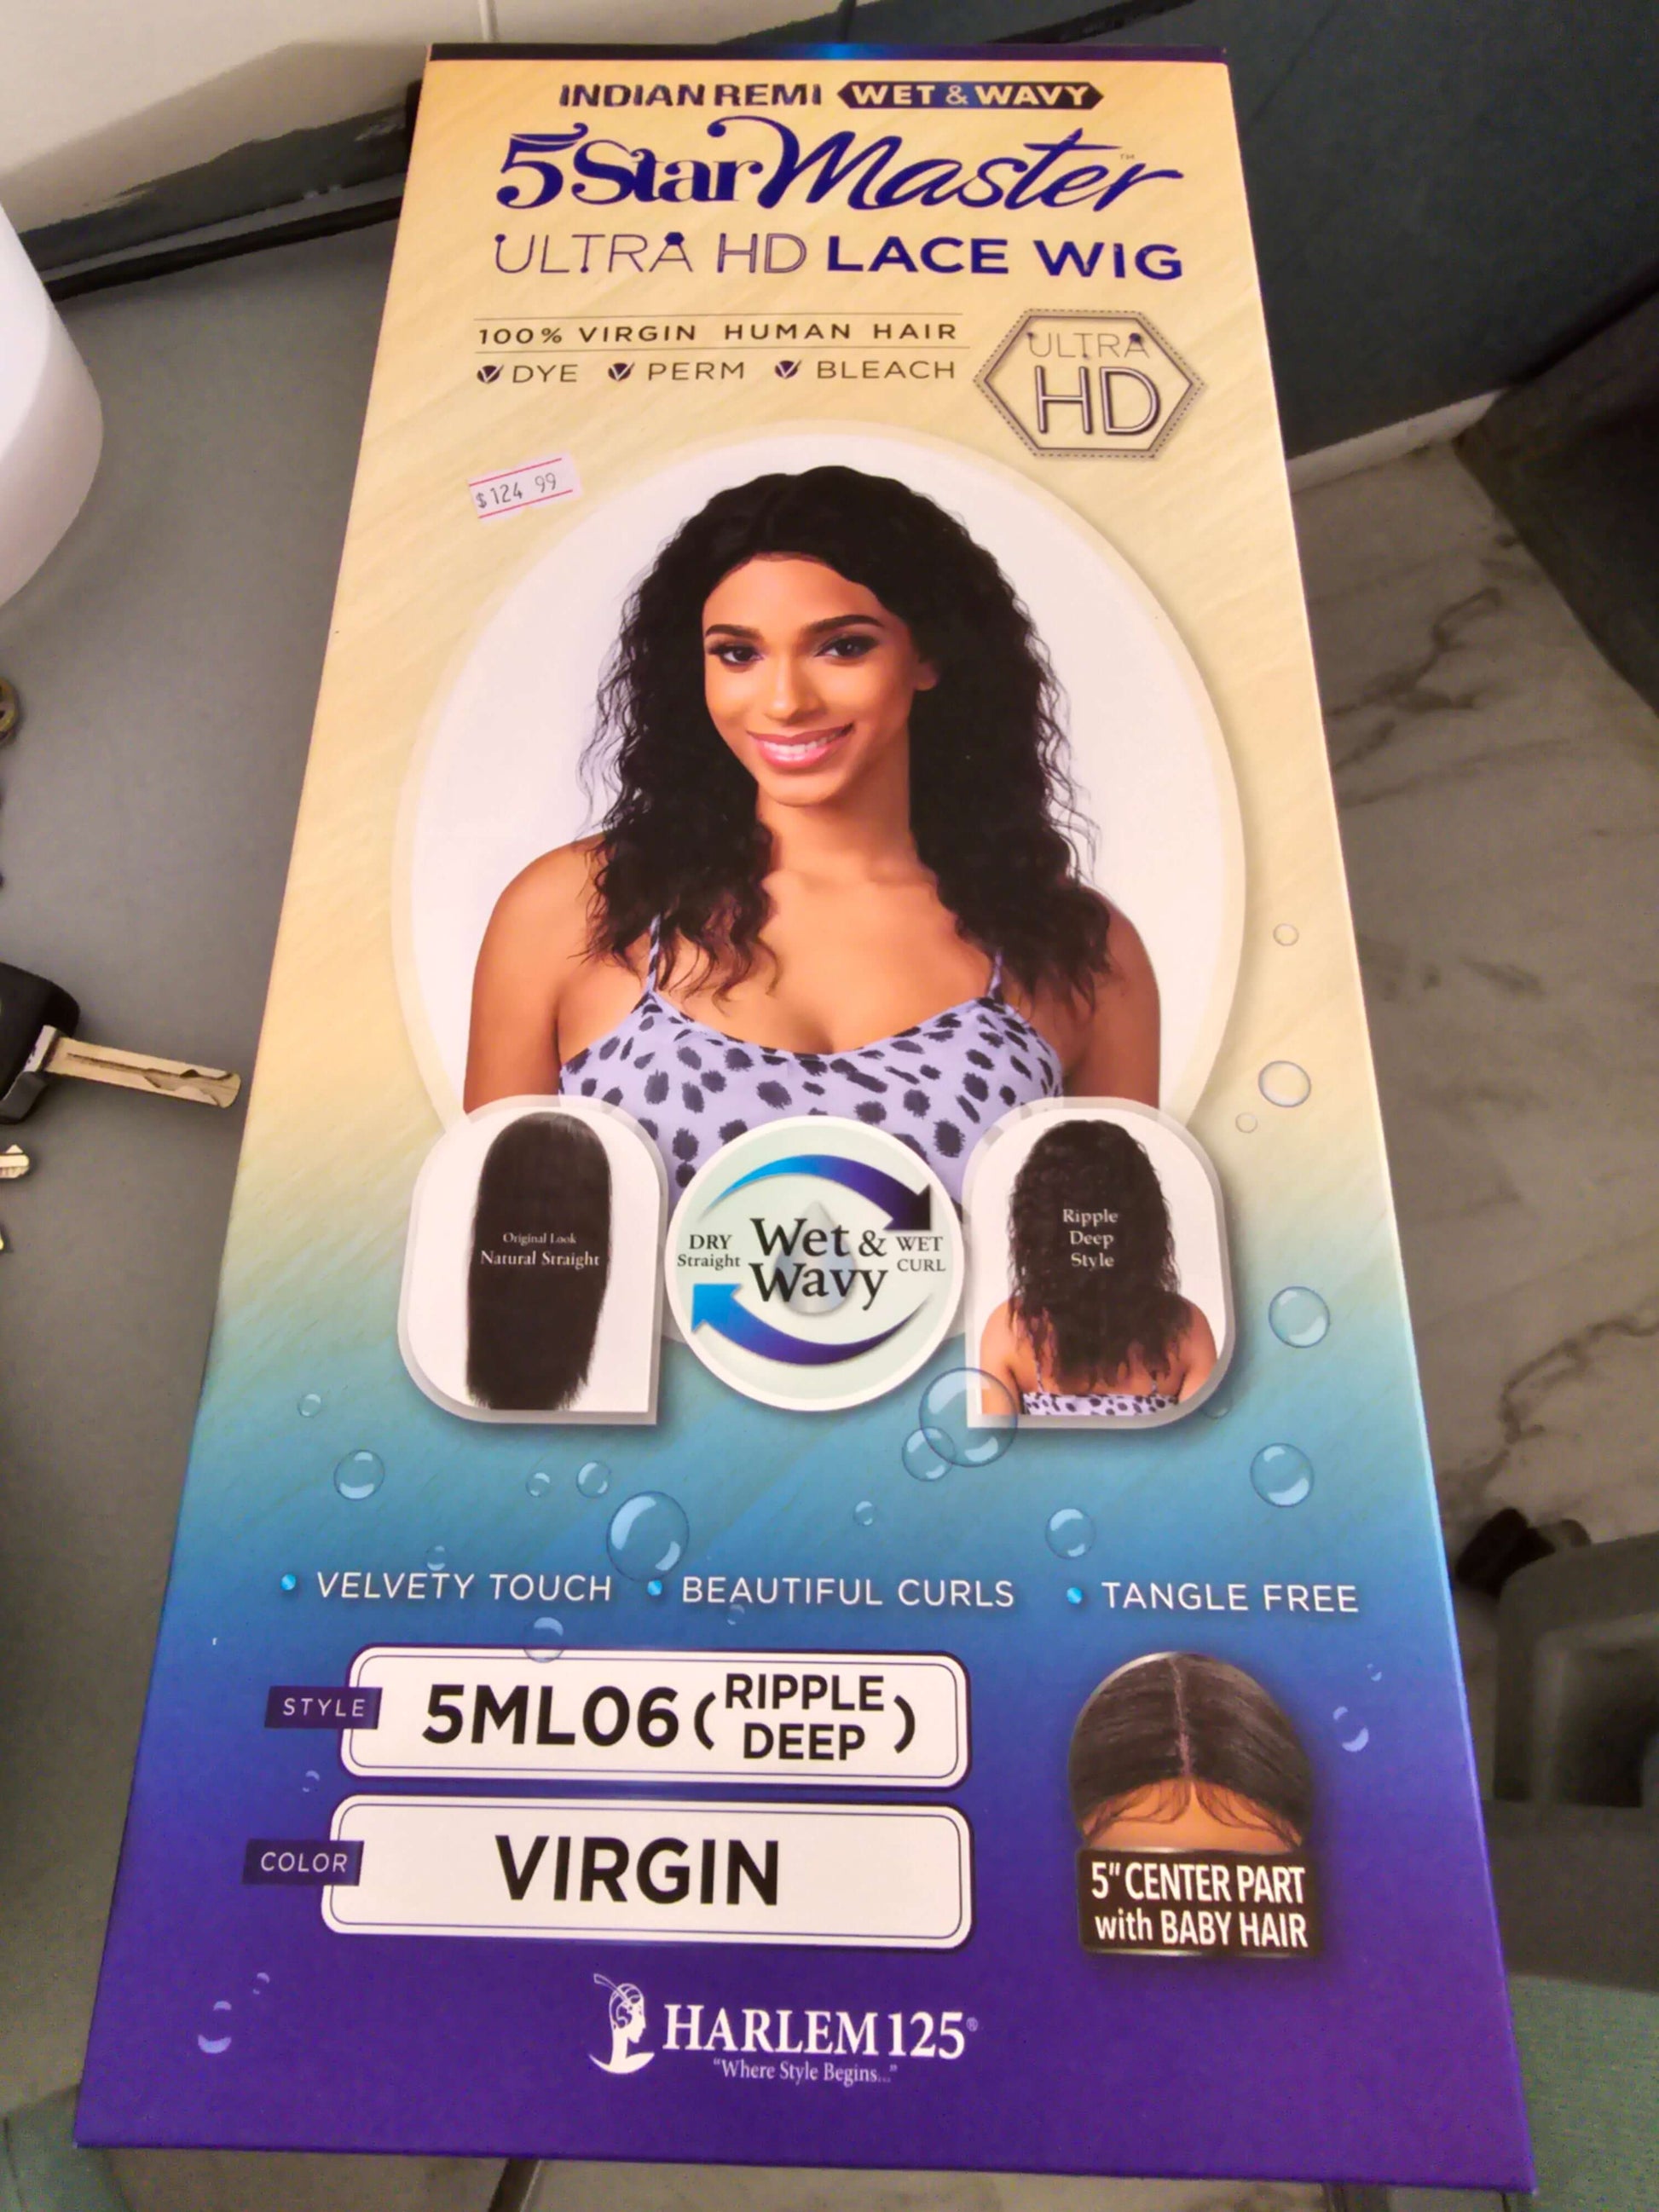 INDIAN REMI WET & WAVY
5StarMaster™
ULTRA HD LACE WIG
100% VIRGIN HUMAN HAIR
DYE PERM BLEACH
ULTRA
HD
$124 99
Original Look
Natural Straight
DRY
Straight
Wet &
Wavy
WET
CURL
Ripple
Deep
Style
• VELVETY TOUCH • BEAUTIFUL CURLS • TANGLE FREE
STYLE
5ML06 (RIPPLE
DEEP)
COLOR
VIRGIN
5" CENTER PART
with BABY HAIR
HARLEM125®
"Where Style Begins..."